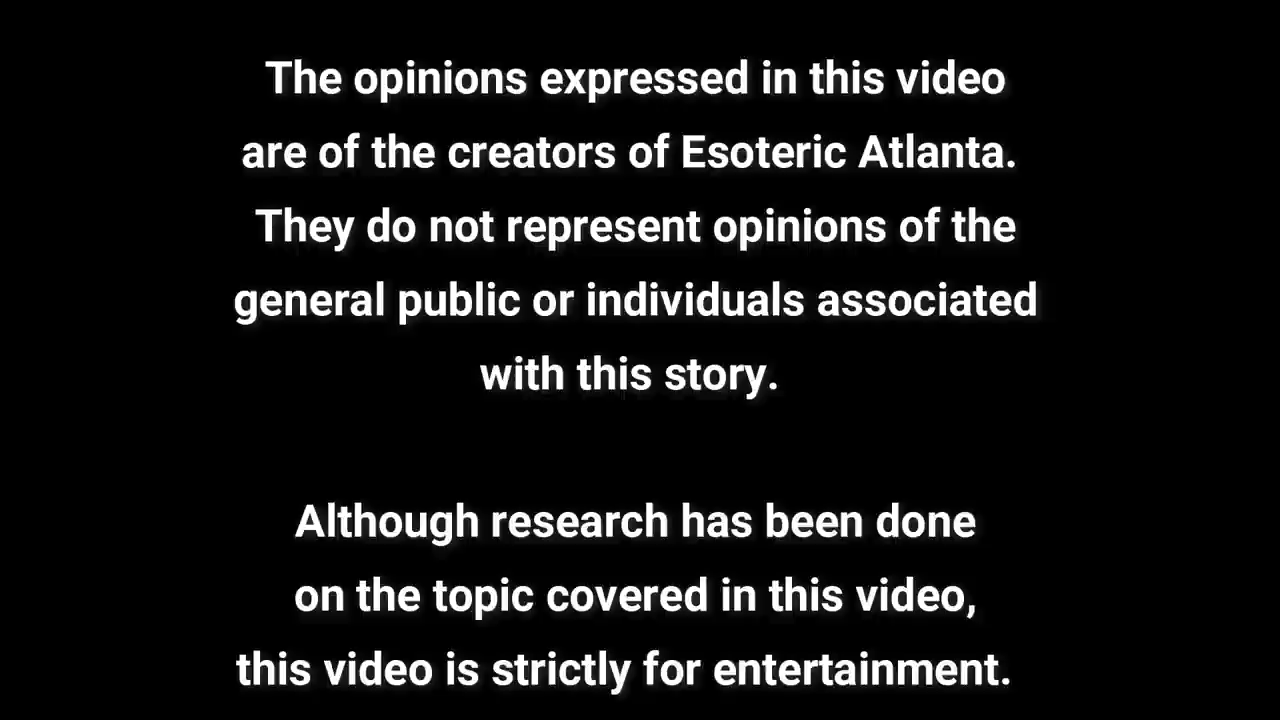 The opinions expressed in this video
are of the creators of Esoteric Atlanta.
They do not represent opinions of the
general public or individuals associated
with this story.
Although research has been done
on the topic covered in this video,
this video is strictly for entertainment.